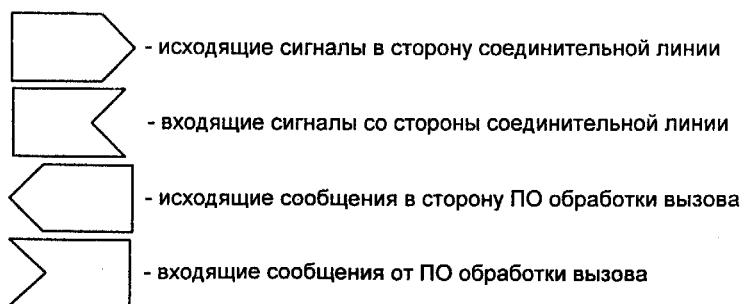 - исходящие сигналы в сторону соединительной линии
- входящие сигналы со стороны соединительной линии
- исходящие сообщения в сторону ПО обработки вызова
- входящие сообщения от ПО обработки вызова